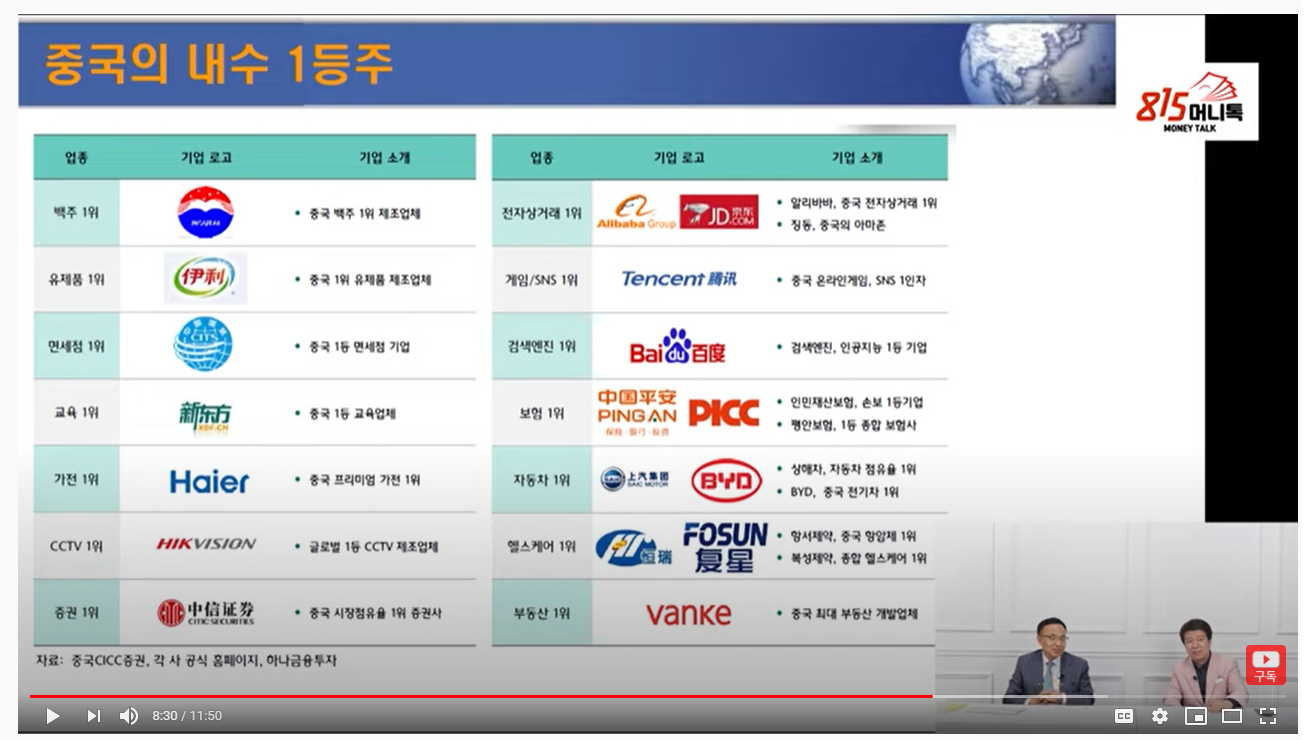 중국의 내수 1등주
815머니톡
MONEY TALK
업종 기업 로고 기업 소개
백주 1위 MOUTAI • 중국 백주 1위 제조업체
유제품 1위 伊利 • 중국 1위 유제품 제조업체
면세점 1위 CITS • 중국 1등 면세점 기업
교육 1위 新东方 XDF.CN • 중국 1등 교육업체
가전 1위 Haier • 중국 프리미엄 가전 1위
CCTV 1위 HIKVISION • 글로벌 1등 CCTV 제조업체
증권 1위 中信证券 CITIC SECURITIES • 중국 시장점유율 1위 증권사
업종 기업 로고 기업 소개
전자상거래 1위 Alibaba Group JD.COM 京东 • 알리바바, 중국 전자상거래 1위
• 징동, 중국의 아마존
게임/SNS 1위 Tencent 腾讯 • 중국 온라인게임, SNS 1인자
검색엔진 1위 Baidu百度 • 검색엔진, 인공지능 1등 기업
보험 1위 中国平安 PING AN 保险·银行·投资 PICC • 인민재산보험, 손보 1등기업
• 평안보험, 1등 종합 보험사
자동차 1위 上汽集团 SAIC MOTOR BYD • 상해차, 자동차 점유율 1위
• BYD, 중국 전기차 1위
헬스케어 1위 恒瑞 FOSUN 复星 • 항서제약, 중국 항암제 1위
• 복성제약, 종합 헬스케어 1위
부동산 1위 vanke • 중국 최대 부동산 개발업체
자료: 중국CICC증권, 각 사 공식 홈페이지, 하나금융투자
구독
8:30 / 11:50
CC